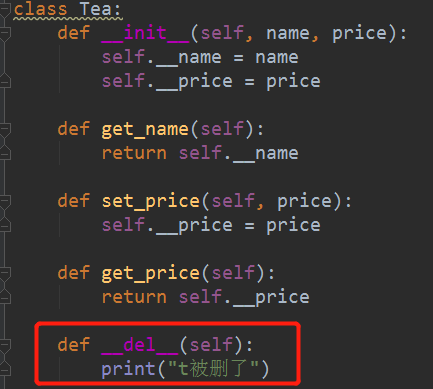 class Tea:
    def __init__(self, name, price):
        self.__name = name
        self.__price = price
    def get_name(self):
        return self.__name
    def set_price(self, price):
        self.__price = price
    def get_price(self):
        return self.__price
    def __del__(self):
        print("t被删了")